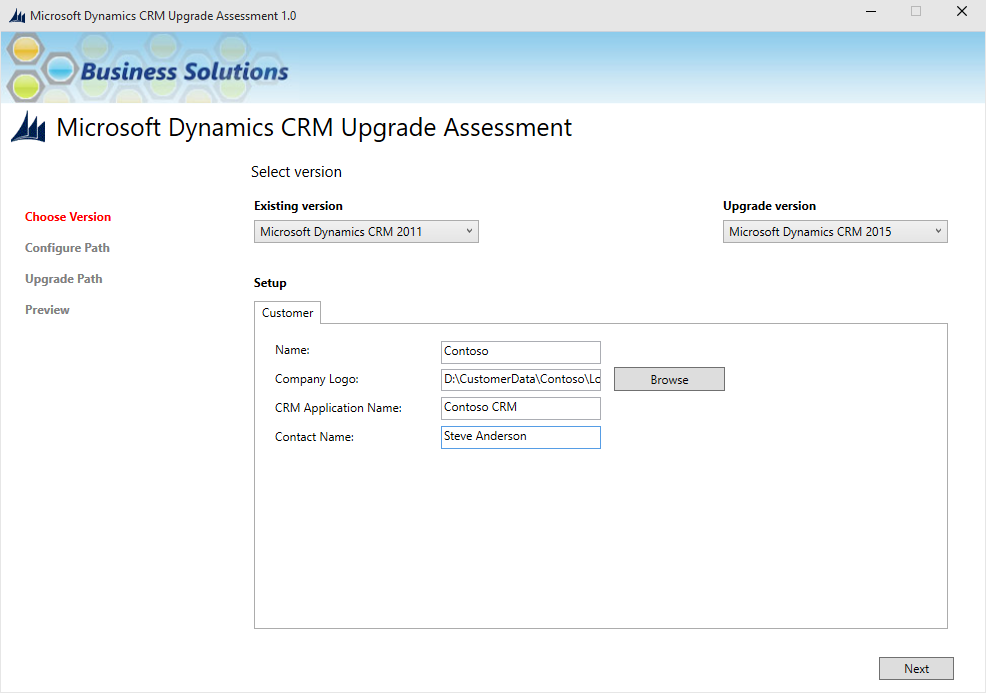 Microsoft Dynamics CRM Upgrade Assessment 1.0
Business Solutions
Microsoft Dynamics CRM Upgrade Assessment
Select version
Choose Version
Configure Path
Upgrade Path
Preview
Existing version
Microsoft Dynamics CRM 2011
Upgrade version
Microsoft Dynamics CRM 2015
Setup
Customer
Name: Contoso
Company Logo: D:\CustomerData\Contoso\Lo Browse
CRM Application Name: Contoso CRM
Contact Name: Steve Anderson
Next